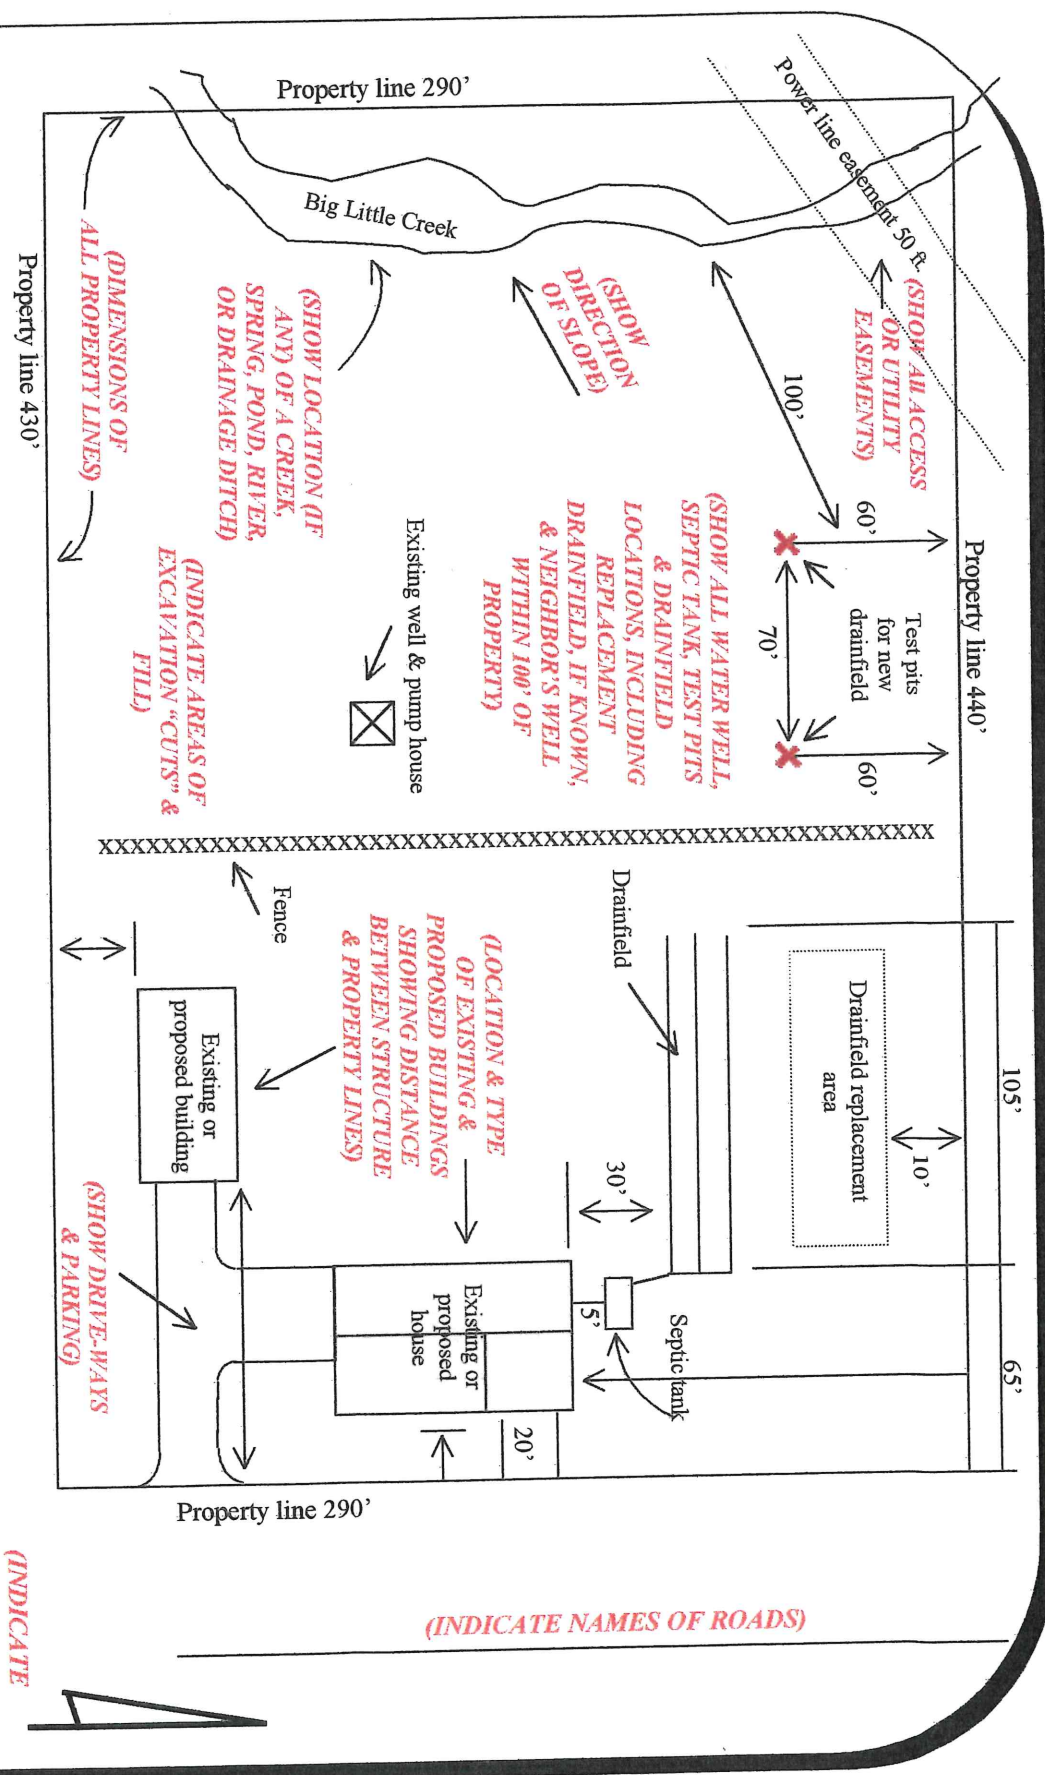 Property line 290'
Power line easement 50 ft.
Big Little Creek
(SHOW All ACCESS
OR UTILITY
EASEMENTS)
(SHOW
DIRECTION
OF SLOPE)
100'
60'
Property line 440'
Test pits
for new
drainfield
70'
60'
(SHOW LOCATION (IF
ANY) OF A CREEK,
SPRING, POND, RIVER,
OR DRAINAGE DITCH)
(DIMENSIONS OF
ALL PROPERTY LINES)
Property line 430'
(SHOW ALL WATER WELL,
SEPTIC TANK, TEST PITS
& DRAINFIELD
LOCATIONS, INCLUDING
REPLACEMENT
DRAINFIELD, IF KNOWN,
& NEIGHBOR'S WELL
WITHIN 100' OF
PROPERTY)
Existing well & pump house
(INDICATE AREAS OF
EXCAVATION "CUTS" &
FILL)
XXXXXXXXXXXXXXXXXXXXXXXXXXXXXXXXXXXXXXXXXXXXXXXXXXXXXXXXXXXXXXXX
Fence
Drainfield
Drainfield replacement
area
105'
10'
65'
30'
5'
Septic tank
(LOCATION & TYPE
OF EXISTING &
PROPOSED BUILDINGS
SHOWING DISTANCE
BETWEEN STRUCTURE
& PROPERTY LINES)
Existing or
proposed building
Existing or
proposed
house
20'
(SHOW DRIVE-WAYS
& PARKING)
Property line 290'
(INDICATE NAMES OF ROADS)
(INDICATE